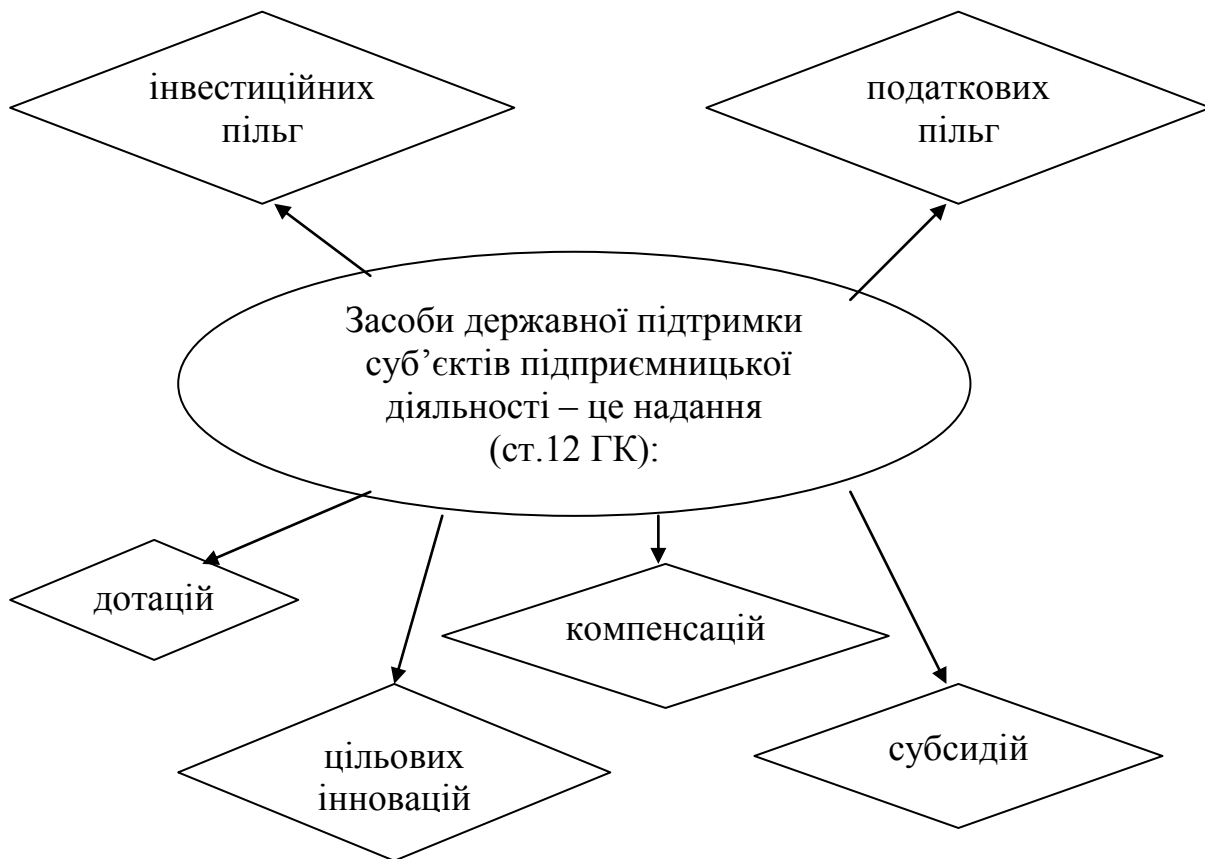 інвестиційних
пільг
податкових
пільг
Засоби державної підтримки
суб’єктів підприємницької
діяльності – це надання
(ст.12 ГК):
дотацій
компенсацій
цільових
інновацій
субсидій